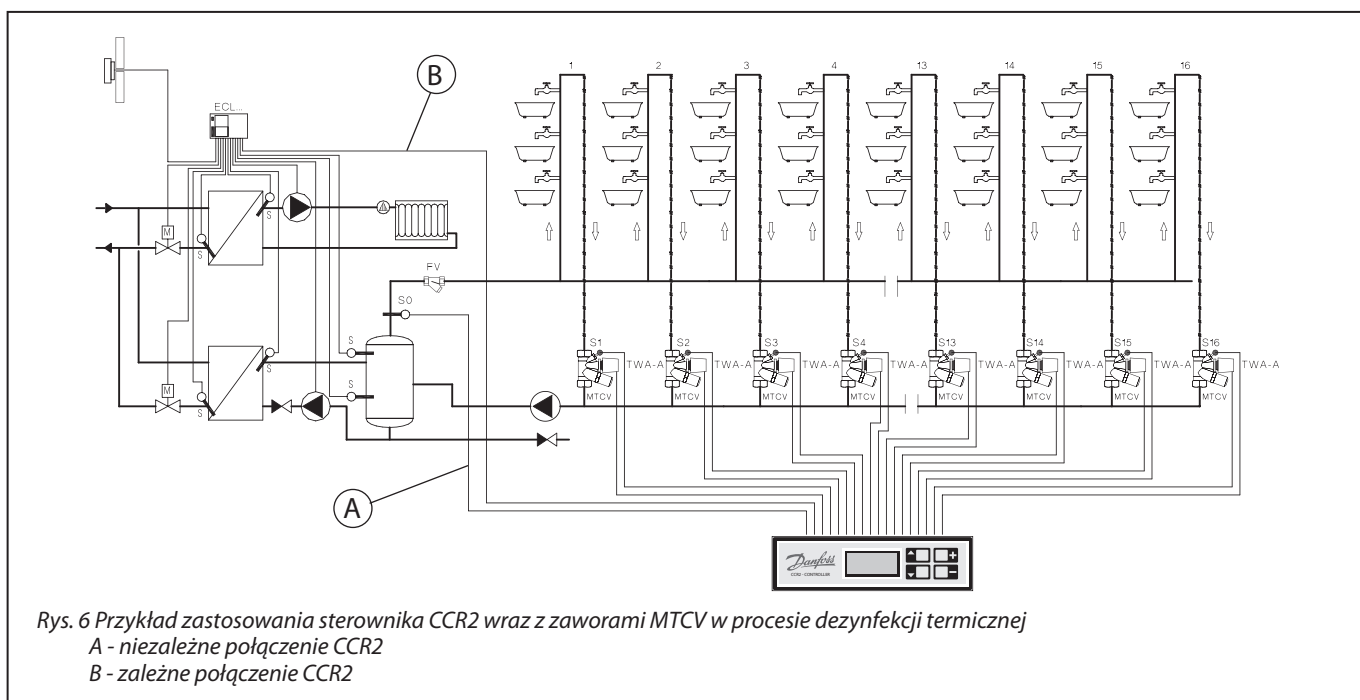 1 2 3 4 13 14 15 16
B
ECL...
S S
M
S
FV
S0
S
S
S
M
S
S1 S2 S3 S4 S13 S14 S15 S16
TWA-A TWA-A TWA-A TWA-A TWA-A TWA-A TWA-A TWA-A
MTCV MTCV MTCV MTCV MTCV MTCV MTCV MTCV
A
Danfoss
CCR2 - CONTROLLER
+
−
Rys. 6 Przykład zastosowania sterownika CCR2 wraz z zaworami MTCV w procesie dezynfekcji termicznej
A - niezależne połączenie CCR2
B - zależne połączenie CCR2